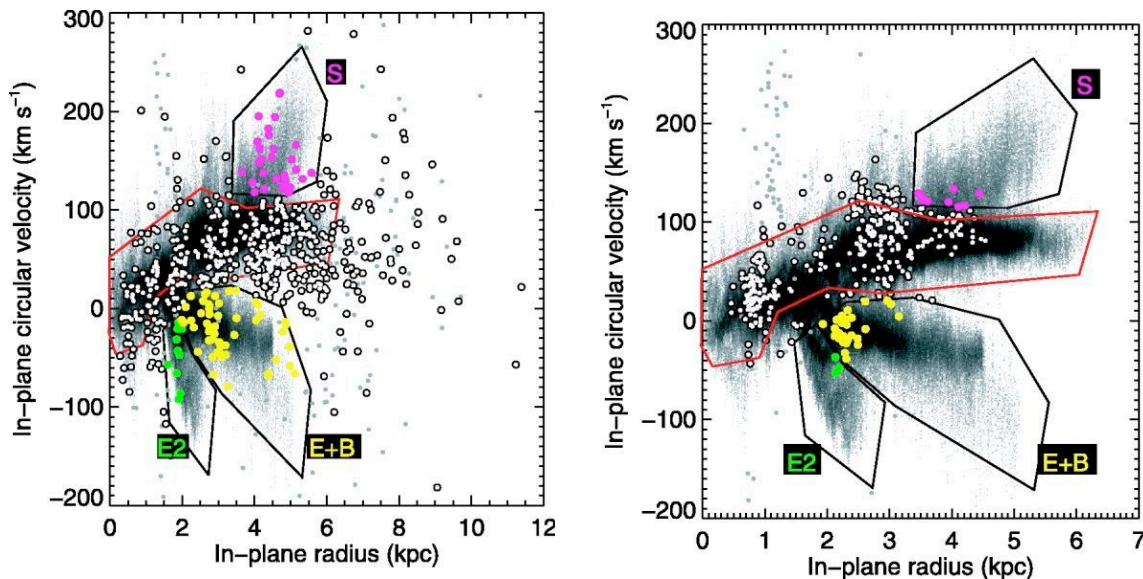 In-plane circular velocity (km s⁻¹)
300
200
100
0
−100
−200
S
E2
E+B
0
2
4
6
8
10
12
In-plane radius (kpc)
In-plane circular velocity (km s⁻¹)
300
200
100
0
−100
−200
S
E2
E+B
0
1
2
3
4
5
6
7
In-plane radius (kpc)